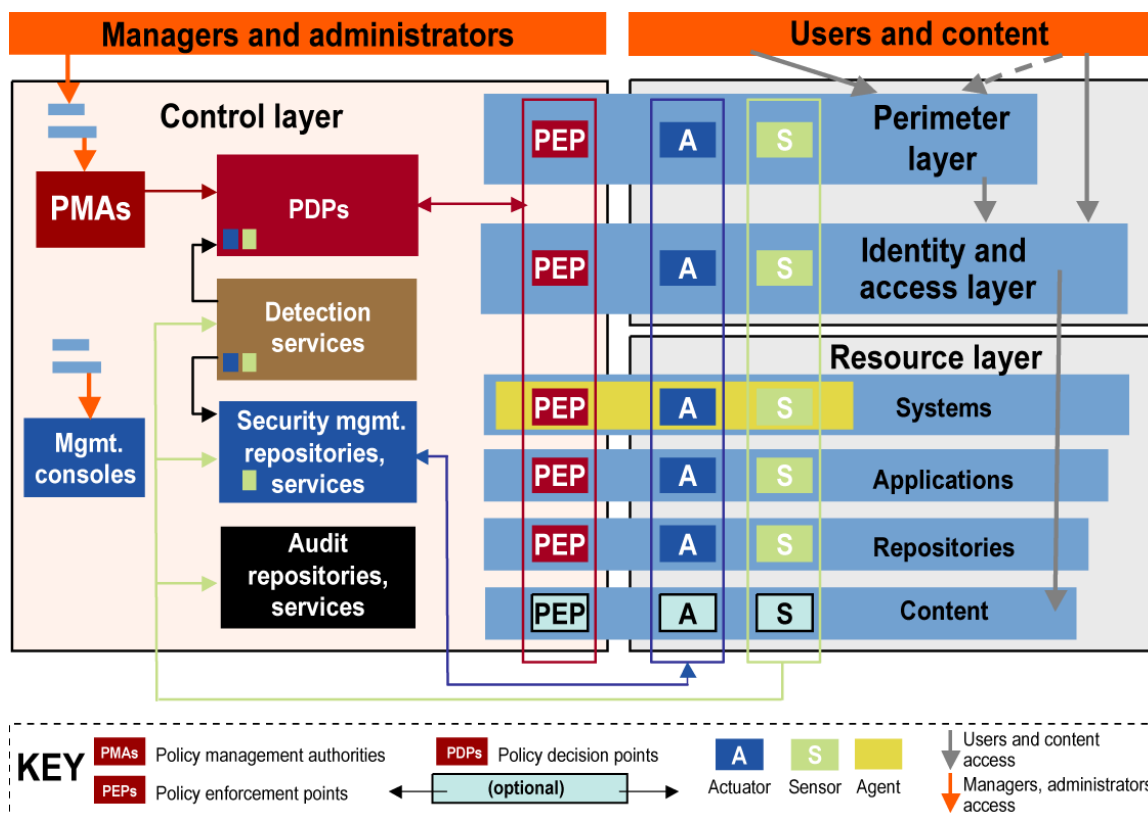 Managers and administrators
Users and content
Control layer
PMAs
PDPs
Detection
services
Mgmt.
consoles
Security mgmt.
repositories,
services
Audit
repositories,
services
PEP A S
Perimeter
layer
PEP A S
Identity and
access layer
Resource layer
PEP A S Systems
PEP A S Applications
PEP A S Repositories
PEP A S Content
KEY
PMAs Policy management authorities
PEPs Policy enforcement points
PDPs Policy decision points
(optional)
A
Actuator
S
Sensor
Agent
Users and content
access
Managers, administrators
access